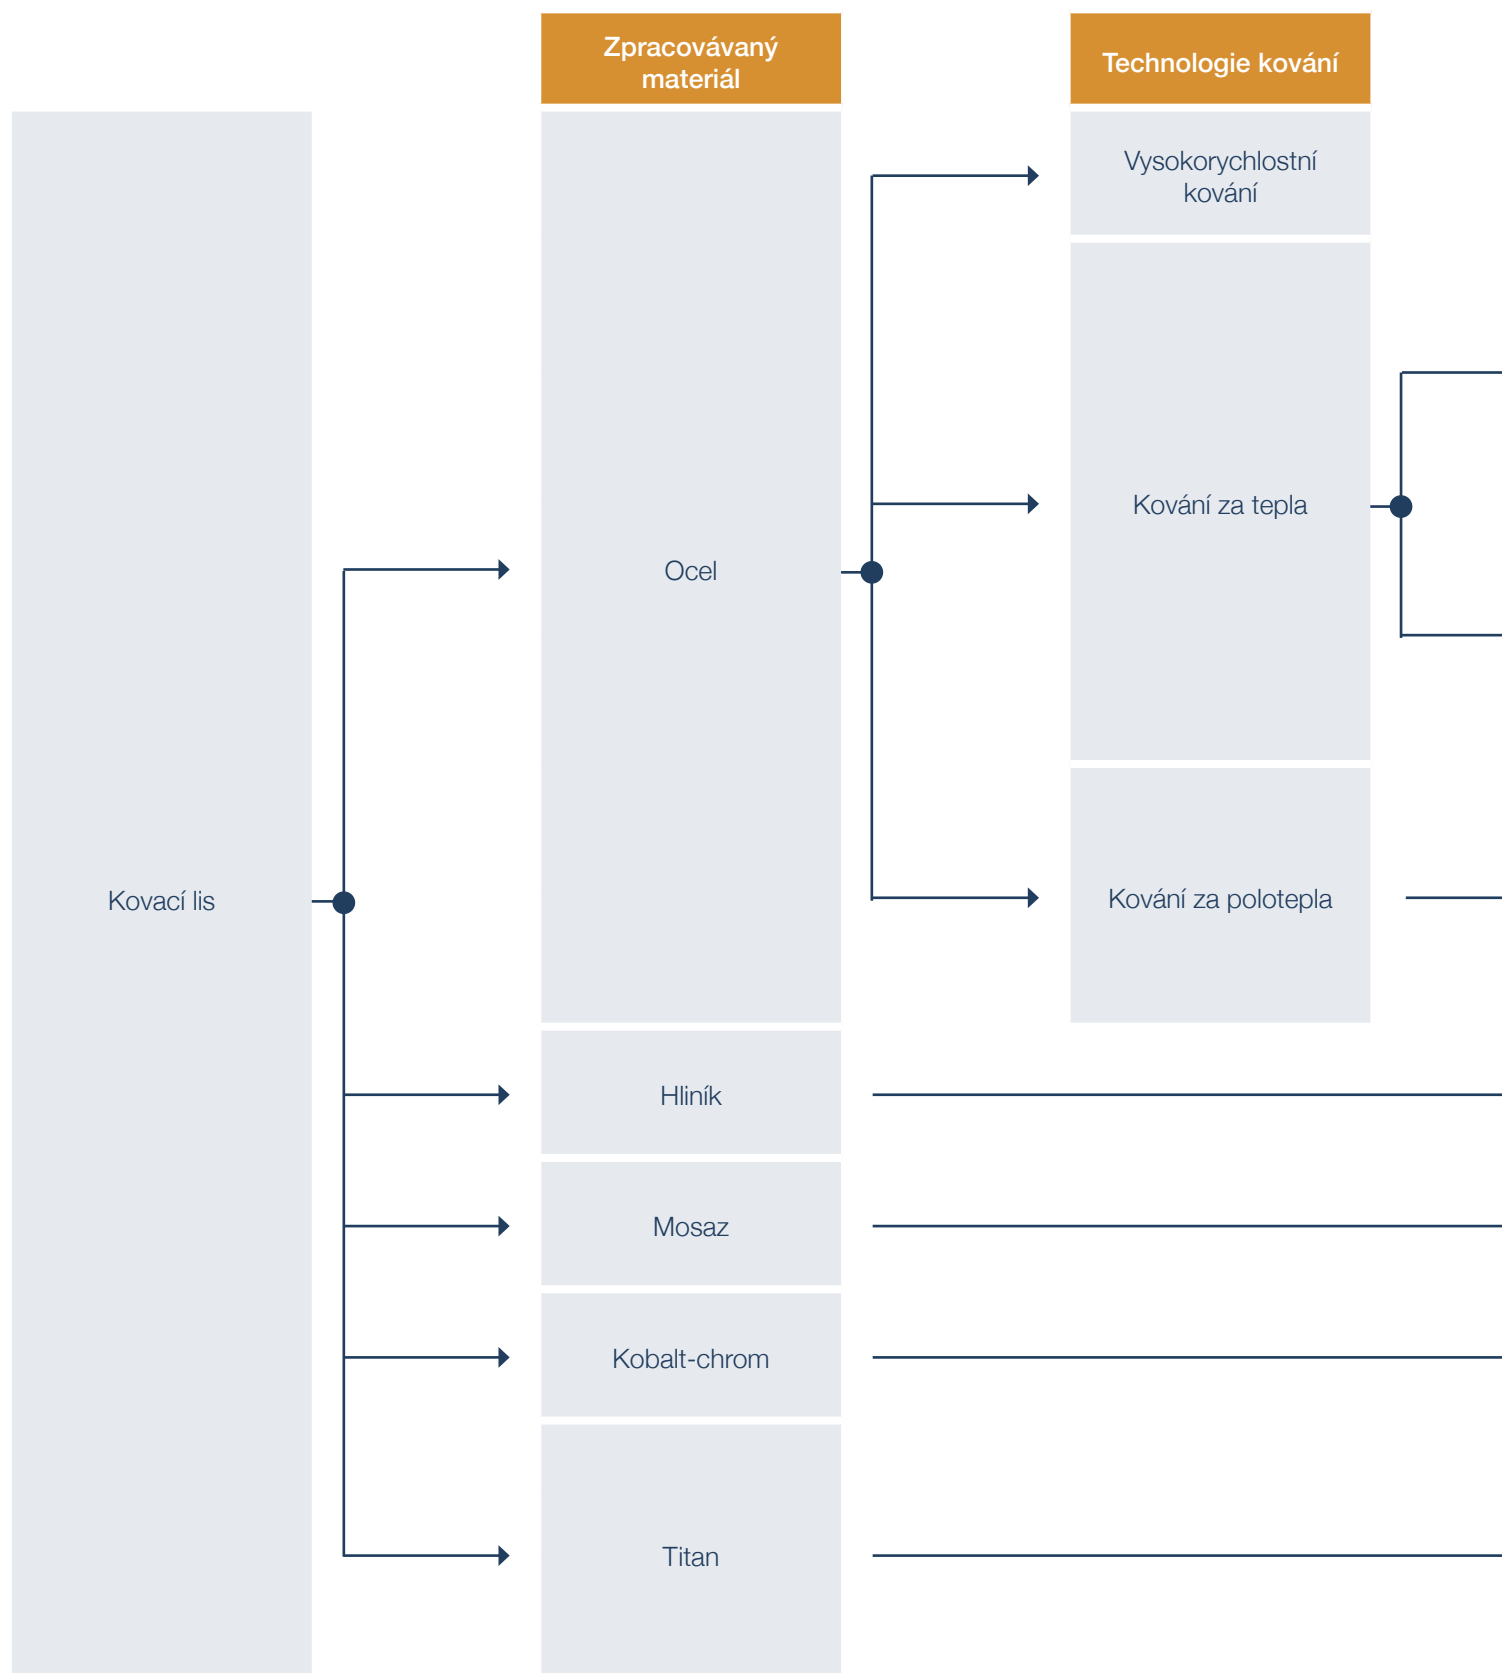 Zpracovávaný
materiál
Technologie kování
Vysokorychlostní
kování
Kování za tepla
Ocel
Kovací lis
Kování za polotepla
Hliník
Mosaz
Kobalt-chrom
Titan